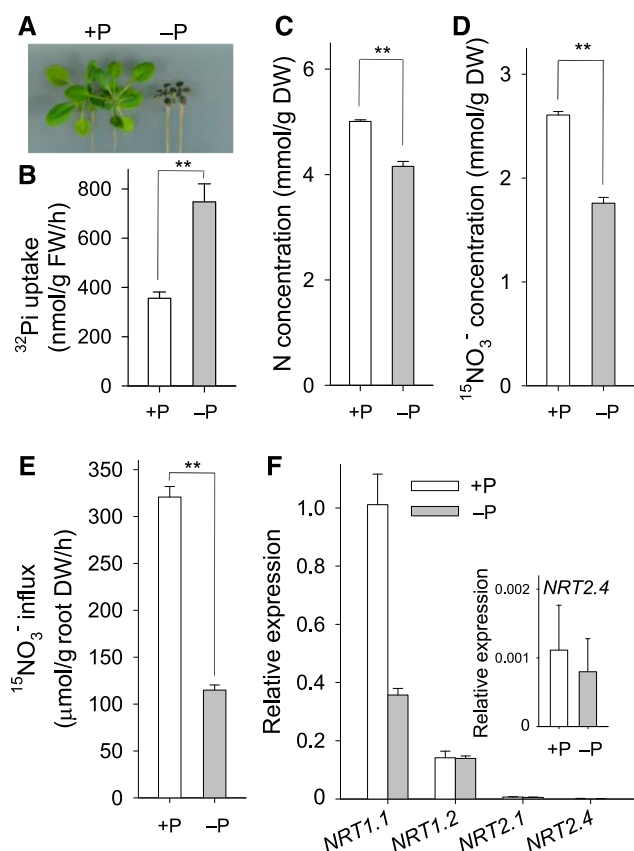 A
+P
–P
B
³²Pi uptake
(nmol/g FW/h)
800
600
400
200
0
**
+P
–P
C
N concentration (mmol/g DW)
6
4
2
0
**
+P
–P
D
¹⁵NO₃⁻ concentration (mmol/g DW)
3
2
1
0
**
+P
–P
E
¹⁵NO₃⁻ influx
(μmol/g root DW/h)
350
300
250
200
150
100
50
0
**
+P
–P
F
Relative expression
1.0
0.8
0.6
0.4
0.2
0
+P
–P
NRT1.1
NRT1.2
NRT2.1
NRT2.4
Relative expression
0.002
0.001
0
NRT2.4
+P
–P